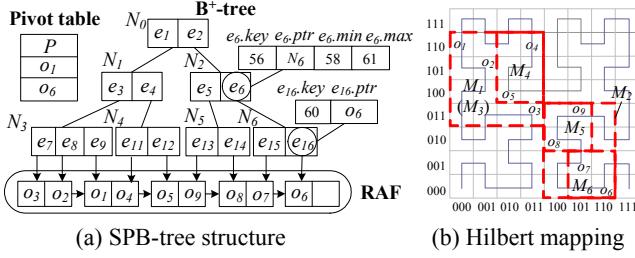 Pivot table
P
o1
o6
B+-tree
N0
e1 e2
e6.key e6.ptr e6.min e6.max
56 N6 58 61
N1
N2
e3 e4
e5 e6
e16.key e16.ptr
60 o6
N3
N4
N5
N6
e7 e8 e9
e11 e12
e13 e14
e15 e16
o3 o2 o1 o4 o5 o9 o8 o7 o6
RAF
(a) SPB-tree structure
111
110
101
100
011
010
001
000
o1
o4
o2
M4
M1
(M3)
o5
o3
o9
M2
M5
o8
o7
M6
o6
000 001 010 011 100 101 110 111
(b) Hilbert mapping